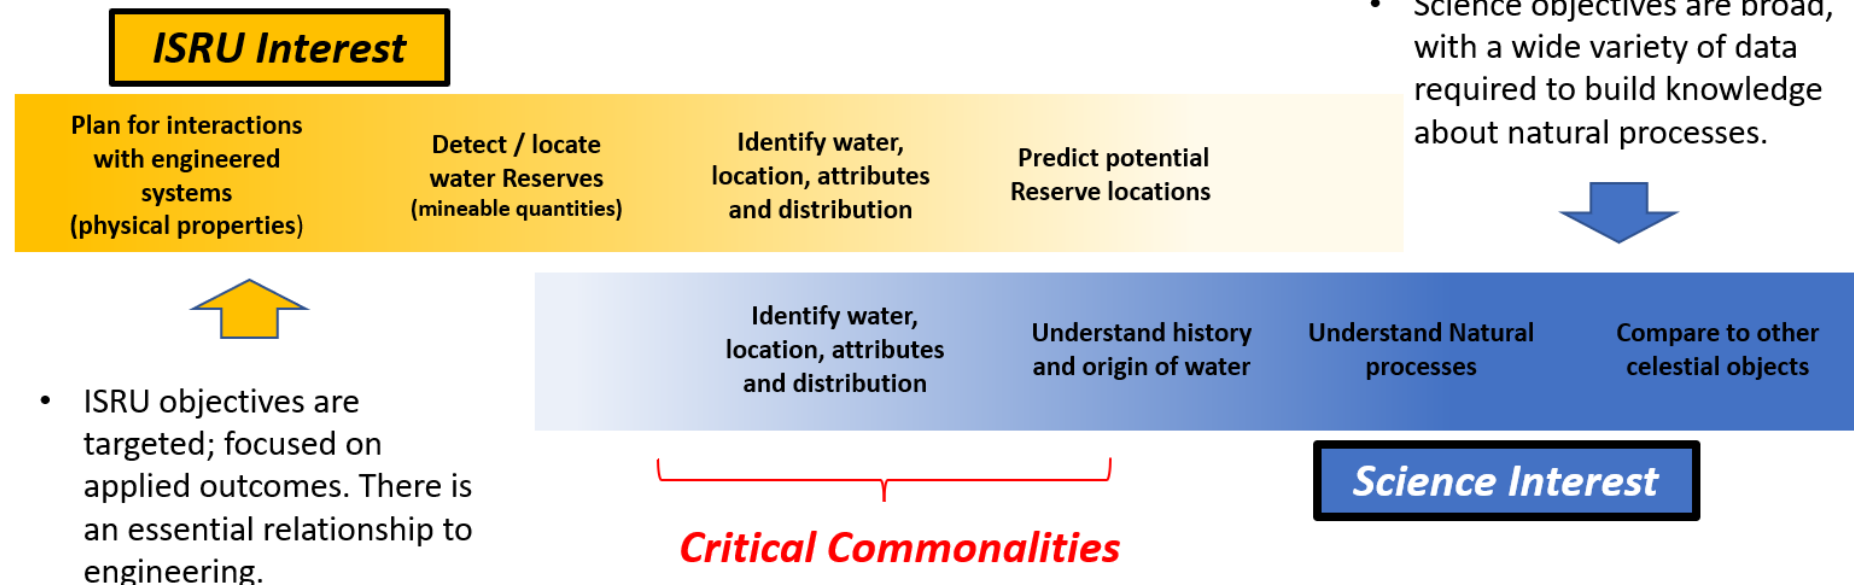 ISRU Interest
• Science objectives are broad,
with a wide variety of data
required to build knowledge
about natural processes.
Plan for interactions
with engineered
systems
(physical properties)
Detect / locate
water Reserves
(mineable quantities)
Identify water,
location, attributes
and distribution
Predict potential
Reserve locations
Identify water,
location, attributes
and distribution
Understand history
and origin of water
Understand Natural
processes
Compare to other
celestial objects
• ISRU objectives are
targeted; focused on
applied outcomes. There is
an essential relationship to
engineering.
Critical Commonalities
Science Interest